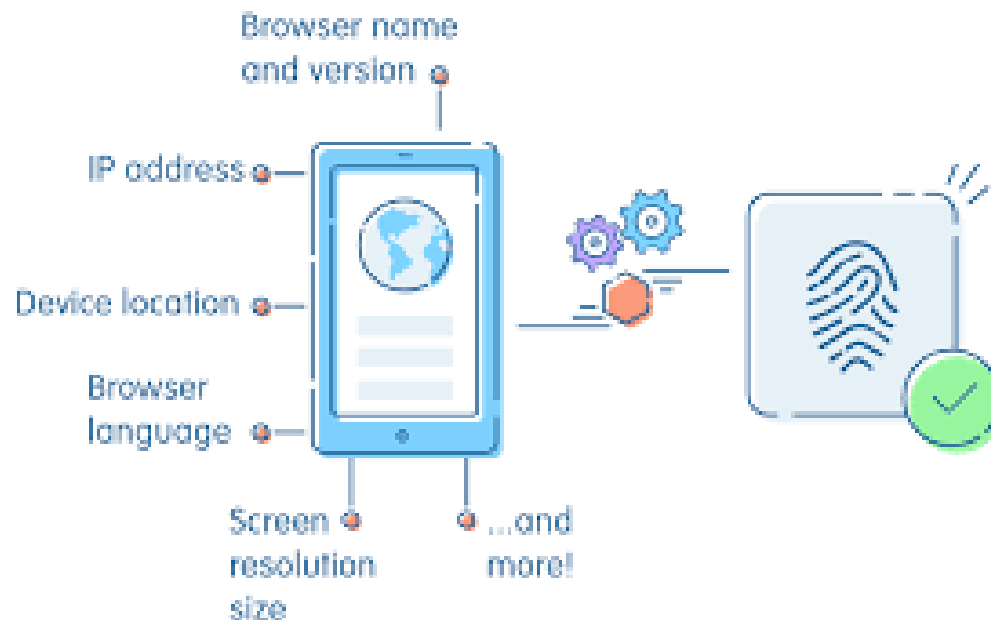 Browser name
and version
IP address
Device location
Browser
language
Screen
resolution
size
...and
more!